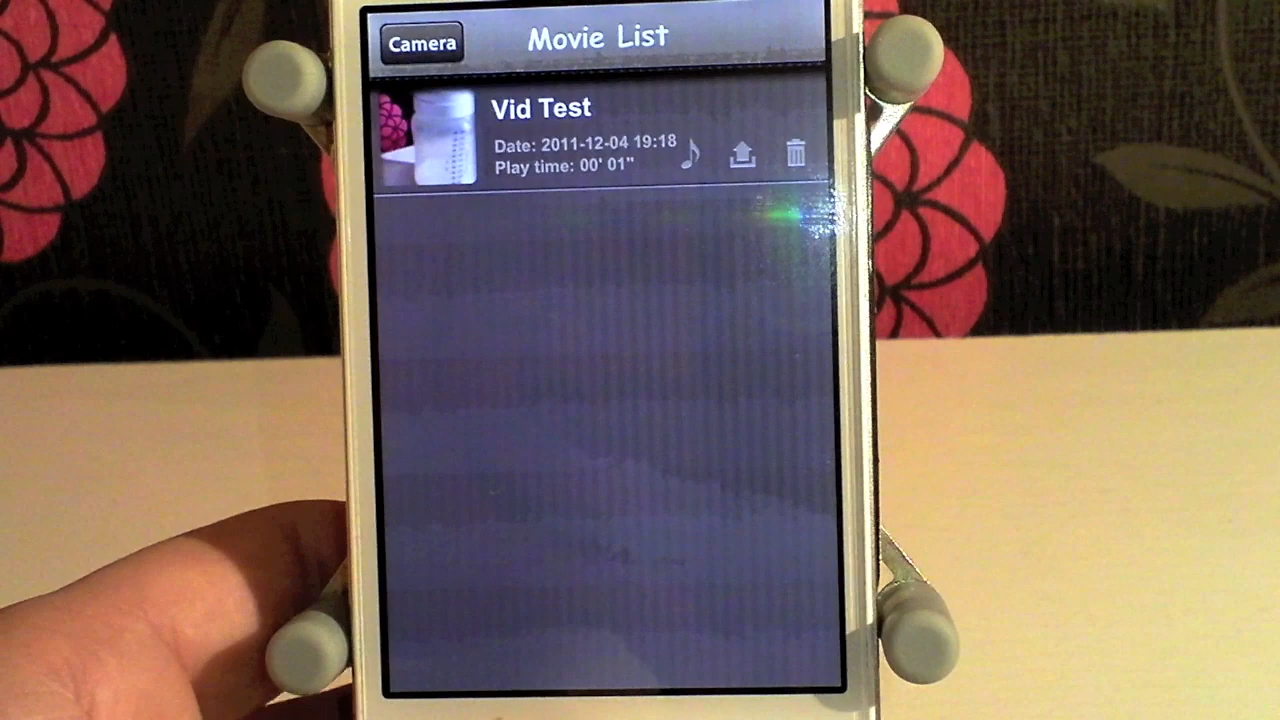 Camera
Movie List
Vid Test
Date: 2011-12-04 19:18
Play time: 00' 01"